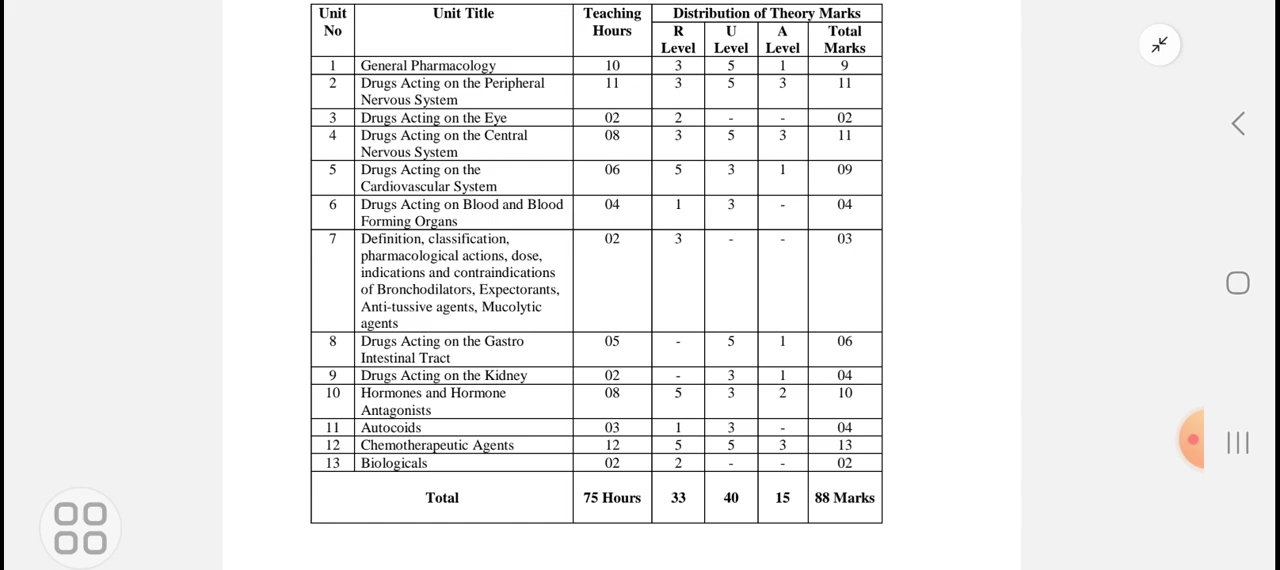 Unit No Unit Title Teaching Hours Distribution of Theory Marks
R Level U Level A Level Total Marks
1 General Pharmacology 10 3 5 1 9
2 Drugs Acting on the Peripheral 11 3 5 3 11
Nervous System
3 Drugs Acting on the Eye 02 2 - - 02
4 Drugs Acting on the Central 08 3 5 3 11
Nervous System
5 Drugs Acting on the 06 5 3 1 09
Cardiovascular System
6 Drugs Acting on Blood and Blood 04 1 3 - 04
Forming Organs
7 Definition, classification, 02 3 - - 03
pharmacological actions, dose,
indications and contraindications
of Bronchodilators, Expectorants,
Anti-tussive agents, Mucolytic
agents
8 Drugs Acting on the Gastro 05 - 5 1 06
Intestinal Tract
9 Drugs Acting on the Kidney 02 - 3 1 04
10 Hormones and Hormone 08 5 3 2 10
Antagonists
11 Autocoids 03 1 3 - 04
12 Chemotherapeutic Agents 12 5 5 3 13
13 Biologicals 02 2 - - 02
Total 75 Hours 33 40 15 88 Marks